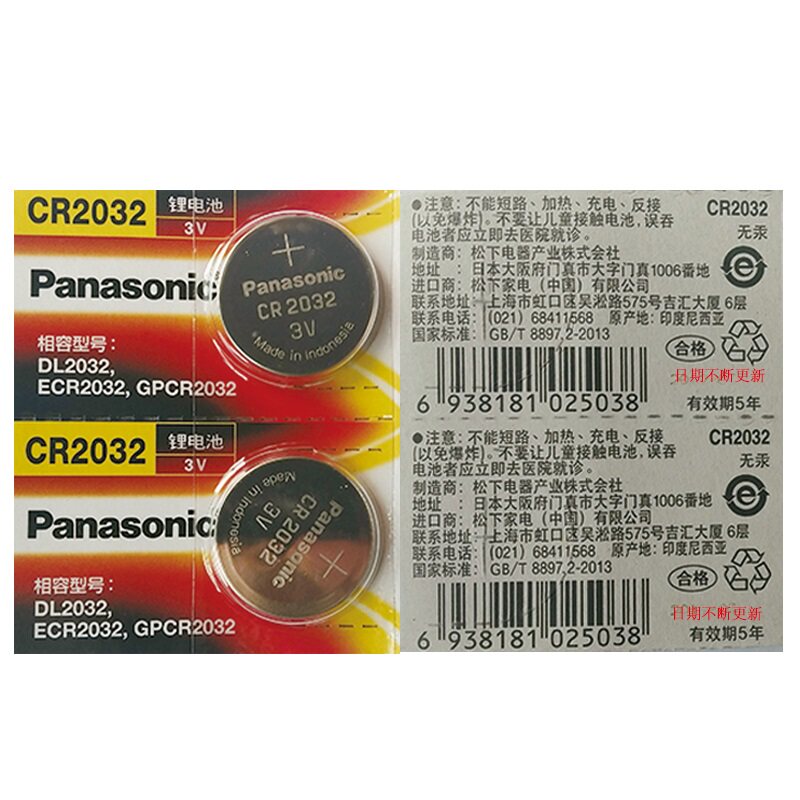 CR2032
锂电池
3V
Panasonic
相容型号：
DL2032,
ECR2032, GPCR2032
+
Panasonic
CR 2032
3V
Made in Indonesia
CR2032
锂电池
3V
Panasonic
相容型号：
DL2032,
ECR2032, GPCR2032
+
Panasonic
CR 2032
3V
Made in Indonesia
●注意：不能短路、加热、充电、反接
(以免爆炸)。不要让儿童接触电池，误吞
电池者应立即去医院就诊。
制造商：松下电器产业株式会社
地址：日本大阪府门真市大字门真1006番地
进口商：松下家电（中国）有限公司
联系地址：上海市虹口区吴淞路575号吉汇大厦 6层
联系电话：(021) 68411568 原产地：印度尼西亚
国家标准：GB/T 8897.2-2013
CR2032
无汞
合格
日期不断更新
6 938181 025038
有效期5年
●注意：不能短路、加热、充电、反接
(以免爆炸)。不要让儿童接触电池，误吞
电池者应立即去医院就诊。
制造商：松下电器产业株式会社
地址：日本大阪府门真市大字门真1006番地
进口商：松下家电（中国）有限公司
联系地址：上海市虹口区吴淞路575号吉汇大厦 6层
联系电话：(021) 68411568 原产地：印度尼西亚
国家标准：GB/T 8897.2-2013
CR2032
无汞
合格
日期不断更新
6 938181 025038
有效期5年